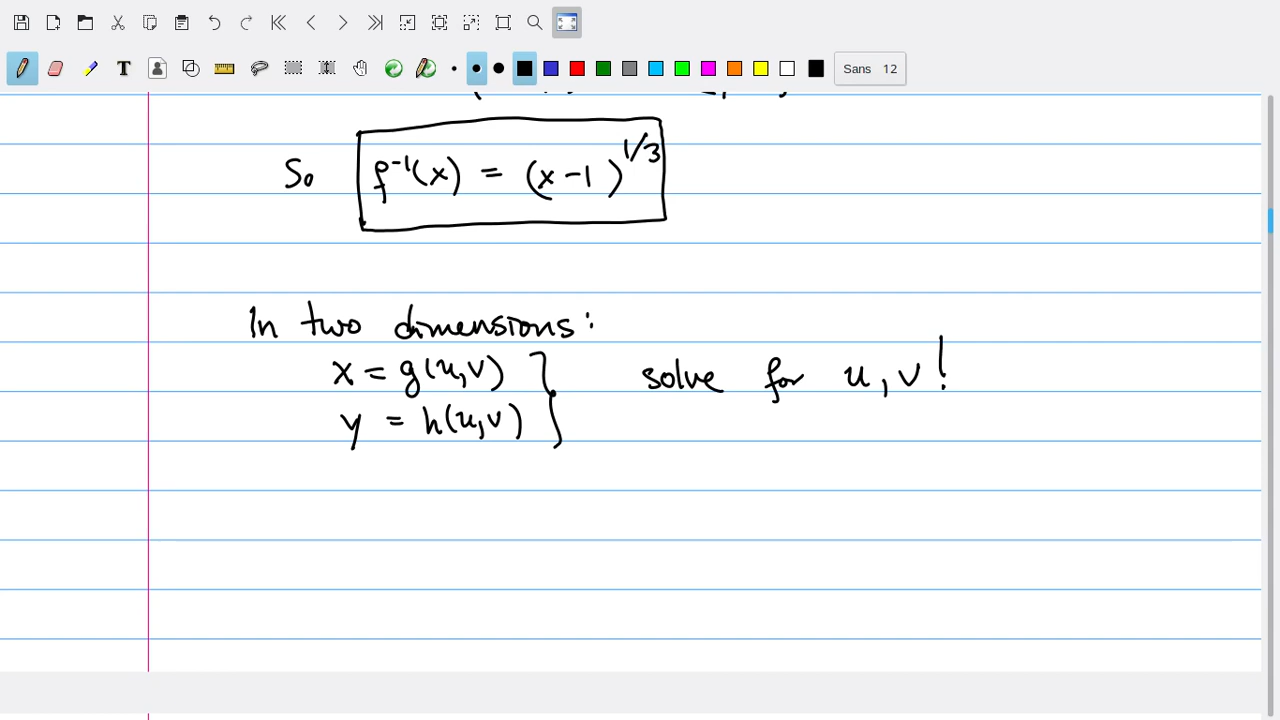 Sans 12
So f⁻¹(x) = (x-1)^1/3
In two dimensions:
x = g(u,v) } solve for u, v!
y = h(u,v)